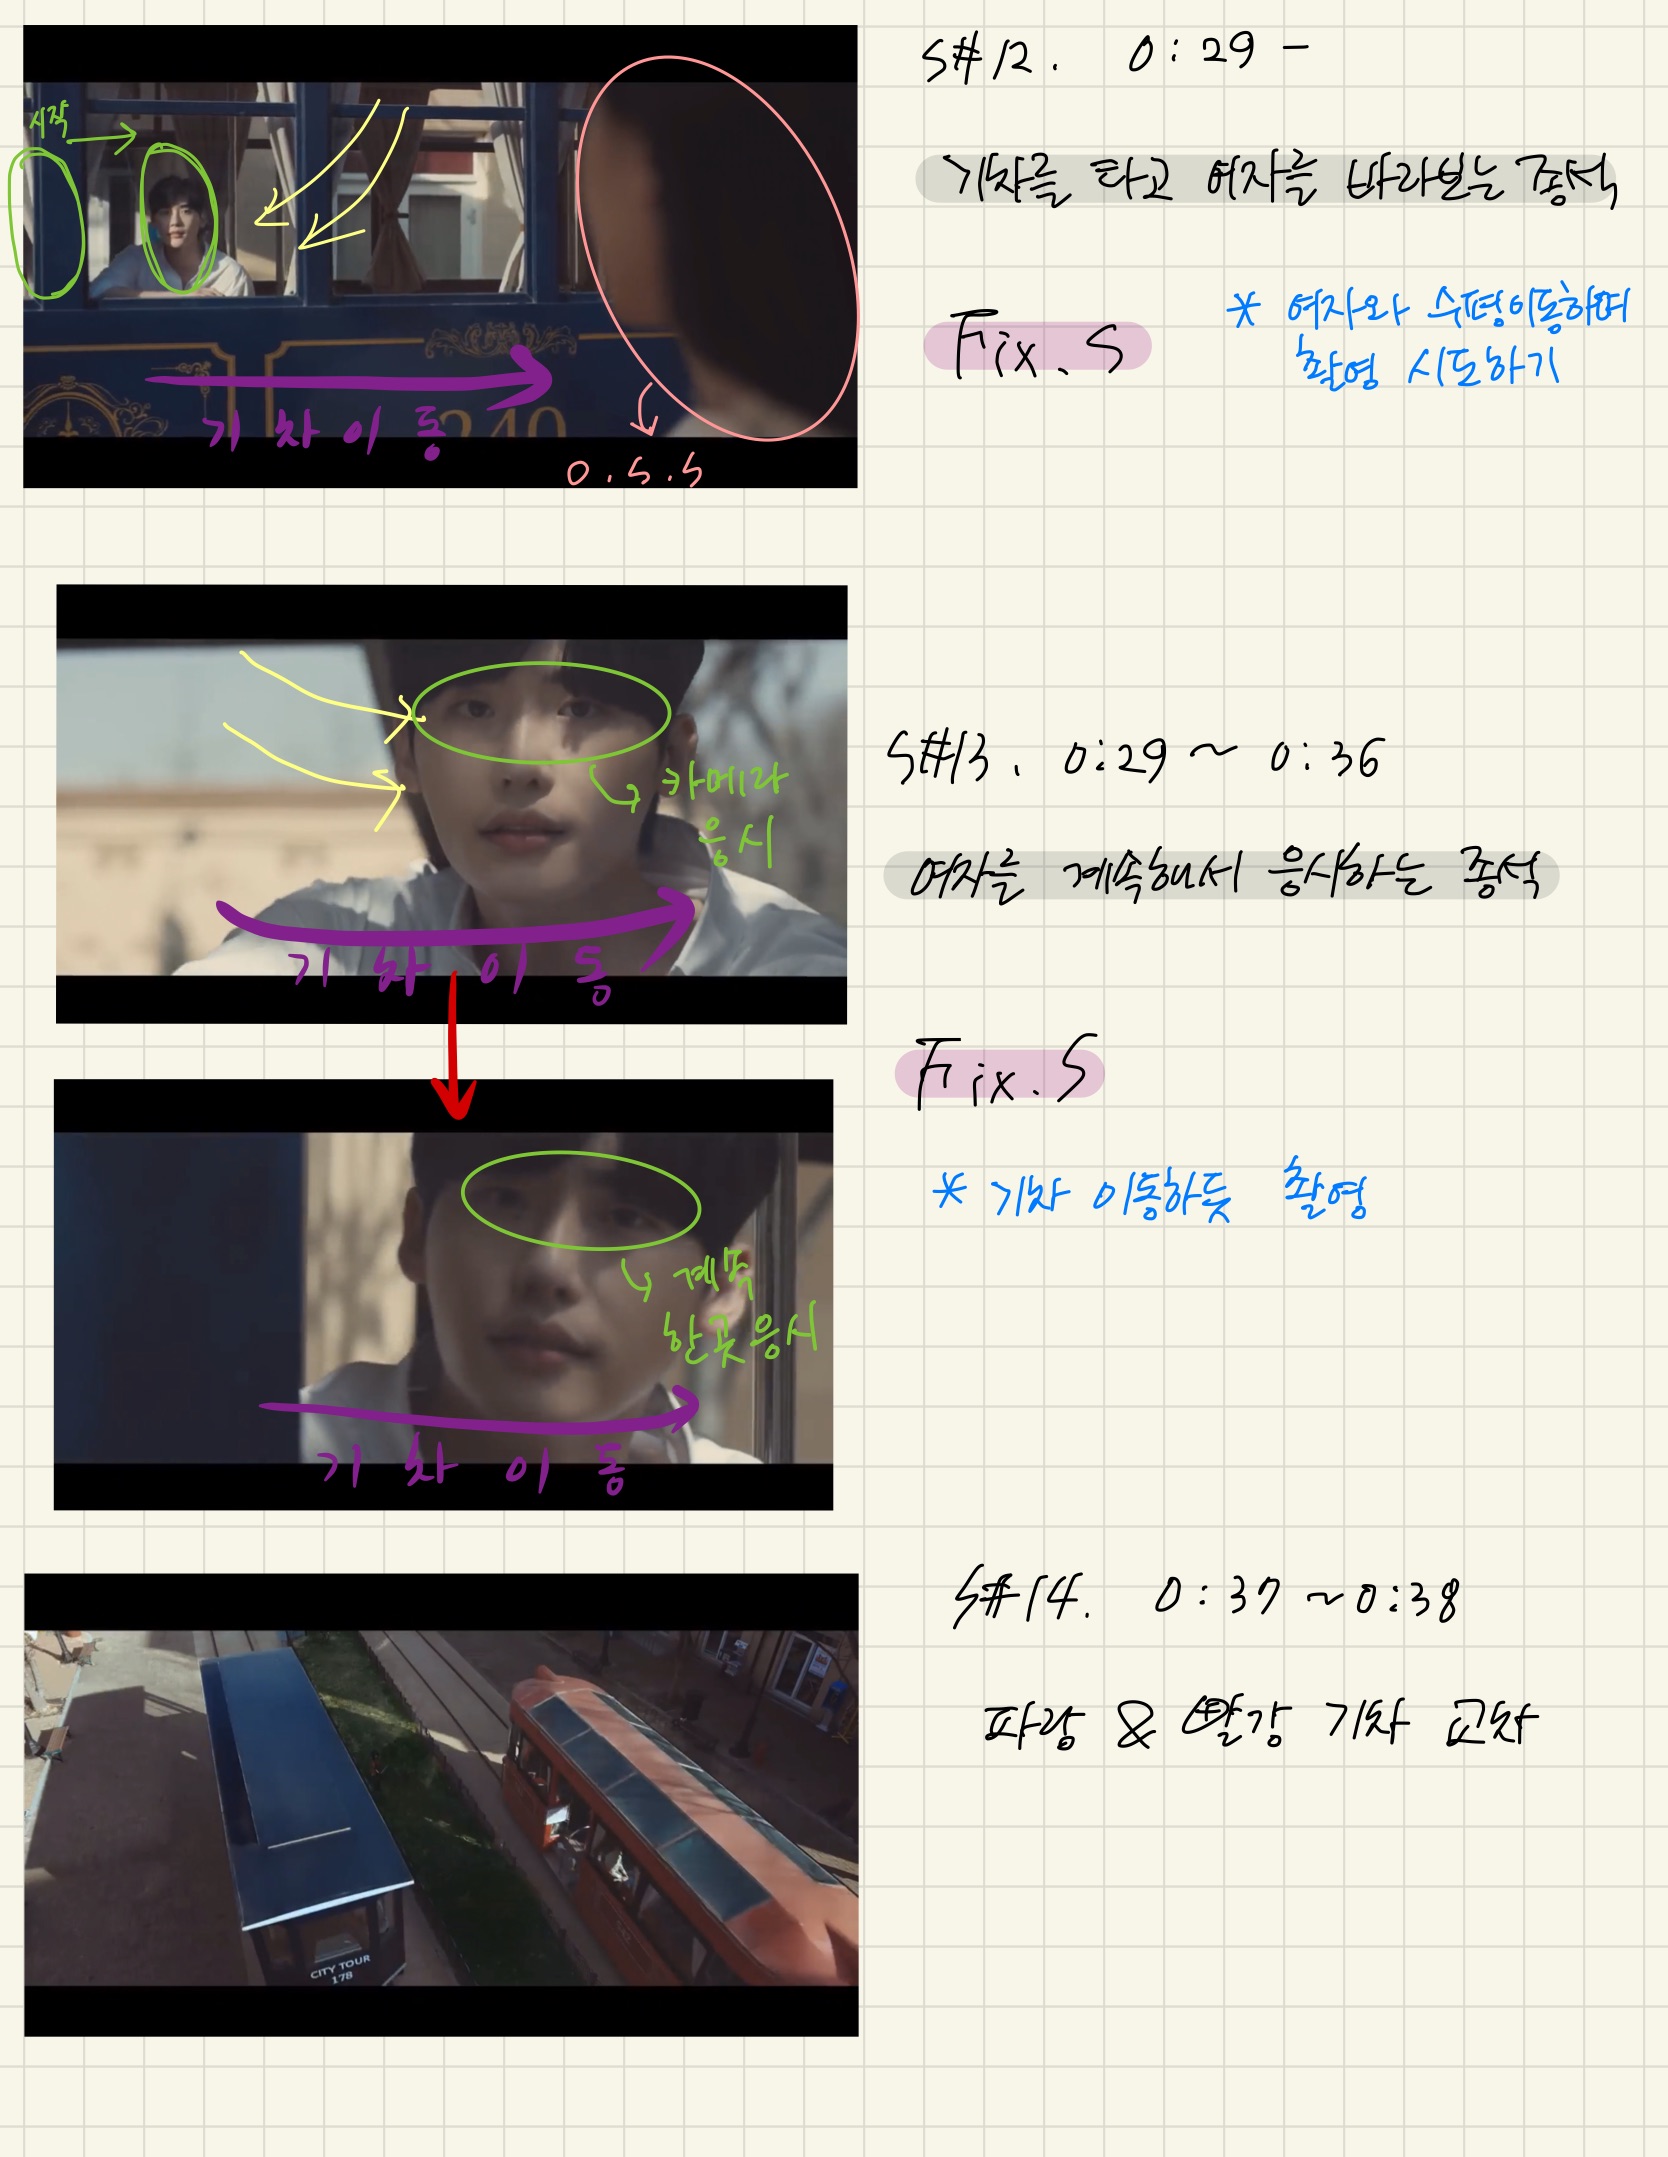 S#12. 0:29 -
시작
기차를 타고 여자를 바라보는 종석
Fix. S
* 여자와 수평이동하며
촬영 시도하기
240
기차이동
O.S.S
S#13. 0:29 ~ 0:36
카메라
응시
여자를 계속해서 응시하는 종석
기차이동
Fix. S
* 기차 이동하듯 촬영
계속
한곳응시
기차이동
S#14. 0:37 ~ 0:38
파랑 & 빨강 기차 교차
CITY TOUR
178